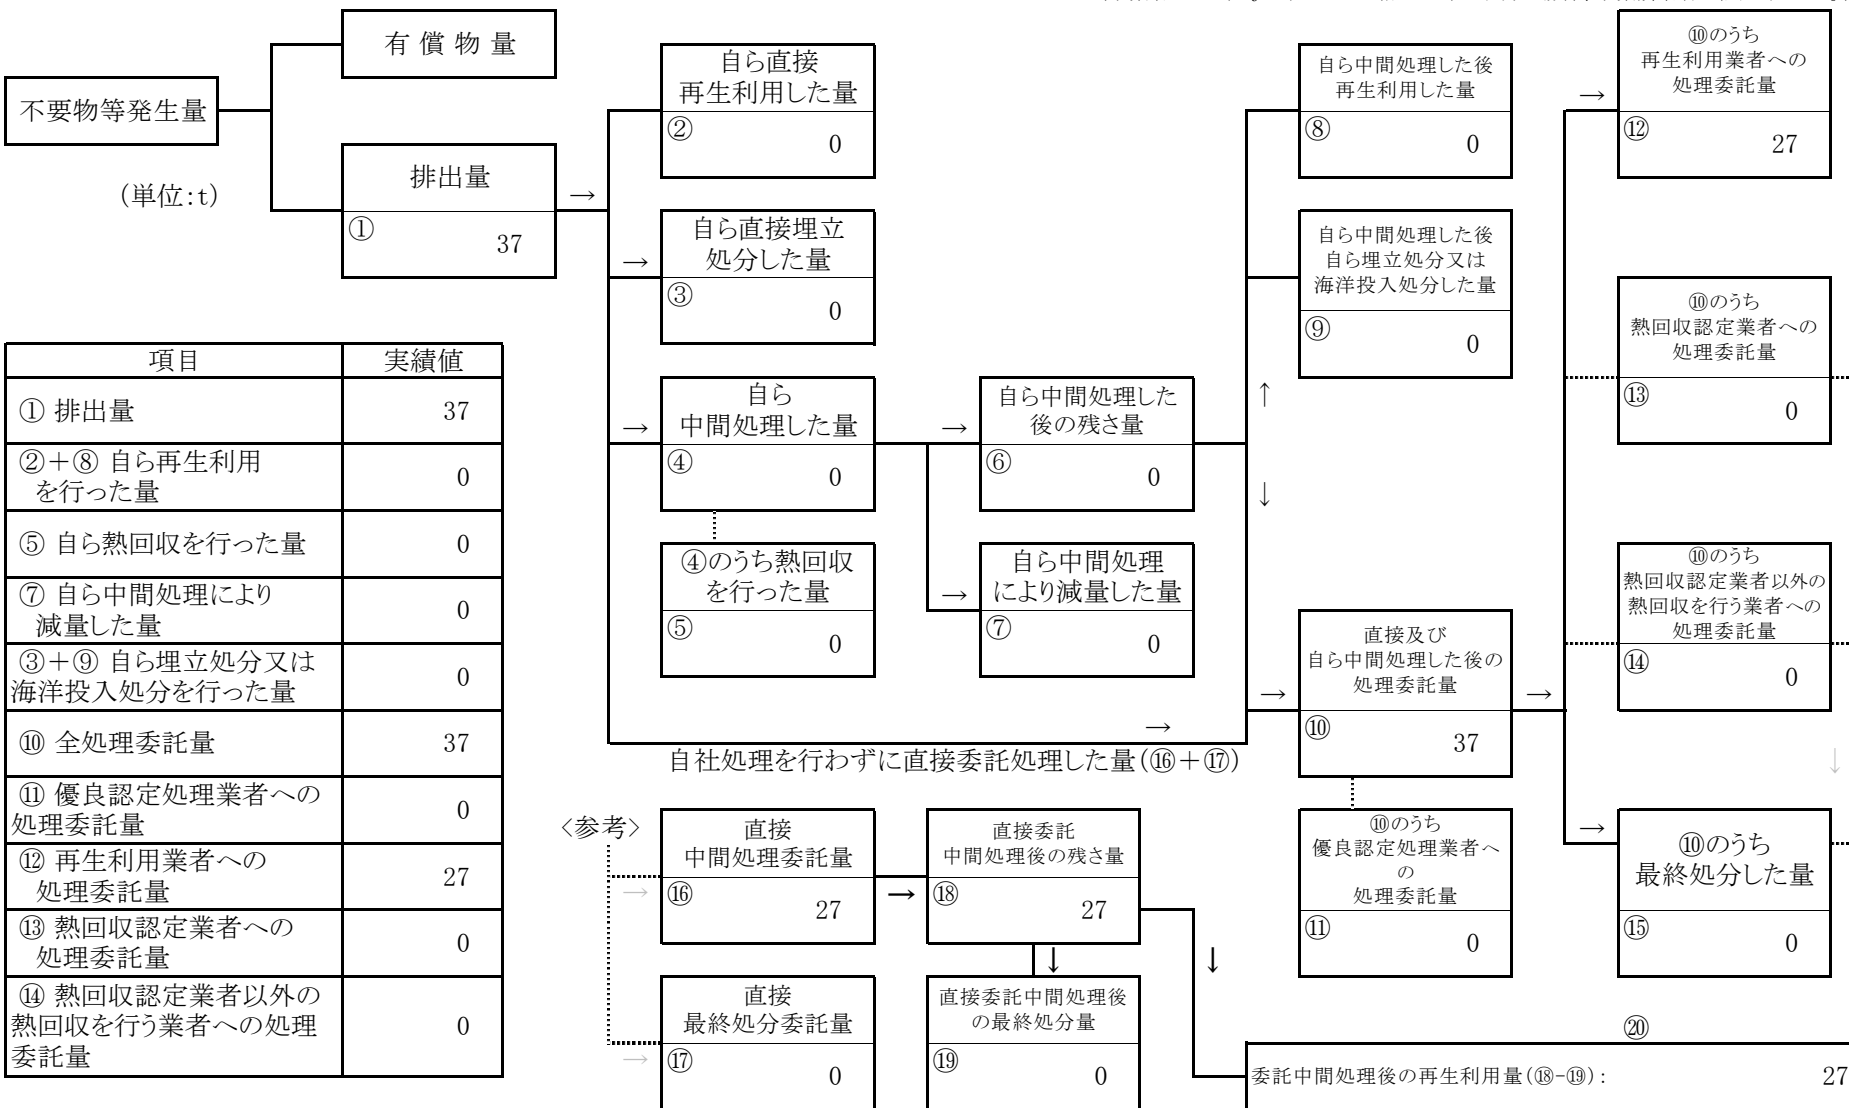 有償物量
不要物等発生量
(単位:t)
排出量
①
37
→
自ら直接
再生利用した量
②
0
→
自ら直接埋立
処分した量
③
0
→
自ら
中間処理した量
④
0
④のうち熱回収
を行った量
⑤
0
→
自ら中間処理した
後の残さ量
⑥
0
→
自ら中間処理
により減量した量
⑦
0
自ら中間処理した後
再生利用した量
⑧
0
自ら中間処理した後
自ら埋立処分又は
海洋投入処分した量
⑨
0
↑
↓
→
直接及び
自ら中間処理した後の
処理委託量
⑩
37
→
→
自社処理を行わずに直接委託処理した量(⑯+⑰)
⑩のうち
優良認定処理業者へ
の
処理委託量
⑪
0
→
⑩のうち
再生利用業者への
処理委託量
⑫
27
⑩のうち
熱回収認定業者への
処理委託量
⑬
0
⑩のうち
熱回収認定業者以外の
熱回収を行う業者への
処理委託量
⑭
0
↓
→
⑩のうち
最終処分した量
⑮
0
項目 実績値
① 排出量 37
②+⑧ 自ら再生利用
を行った量 0
⑤ 自ら熱回収を行った量 0
⑦ 自ら中間処理により
減量した量 0
③+⑨ 自ら埋立処分又は
海洋投入処分を行った量 0
⑩ 全処理委託量 37
⑪ 優良認定処理業者への
処理委託量 0
⑫ 再生利用業者への
処理委託量 27
⑬ 熱回収認定業者への
処理委託量 0
⑭ 熱回収認定業者以外の
熱回収を行う業者への処理
委託量 0
<参考>
→
直接
中間処理委託量
⑯
27
→
直接委託
中間処理後の残さ量
⑱
27
↓
↓
→
直接
最終処分委託量
⑰
0
直接委託中間処理後
の最終処分量
⑲
0
⑳
委託中間処理後の再生利用量(⑱-⑲): 27